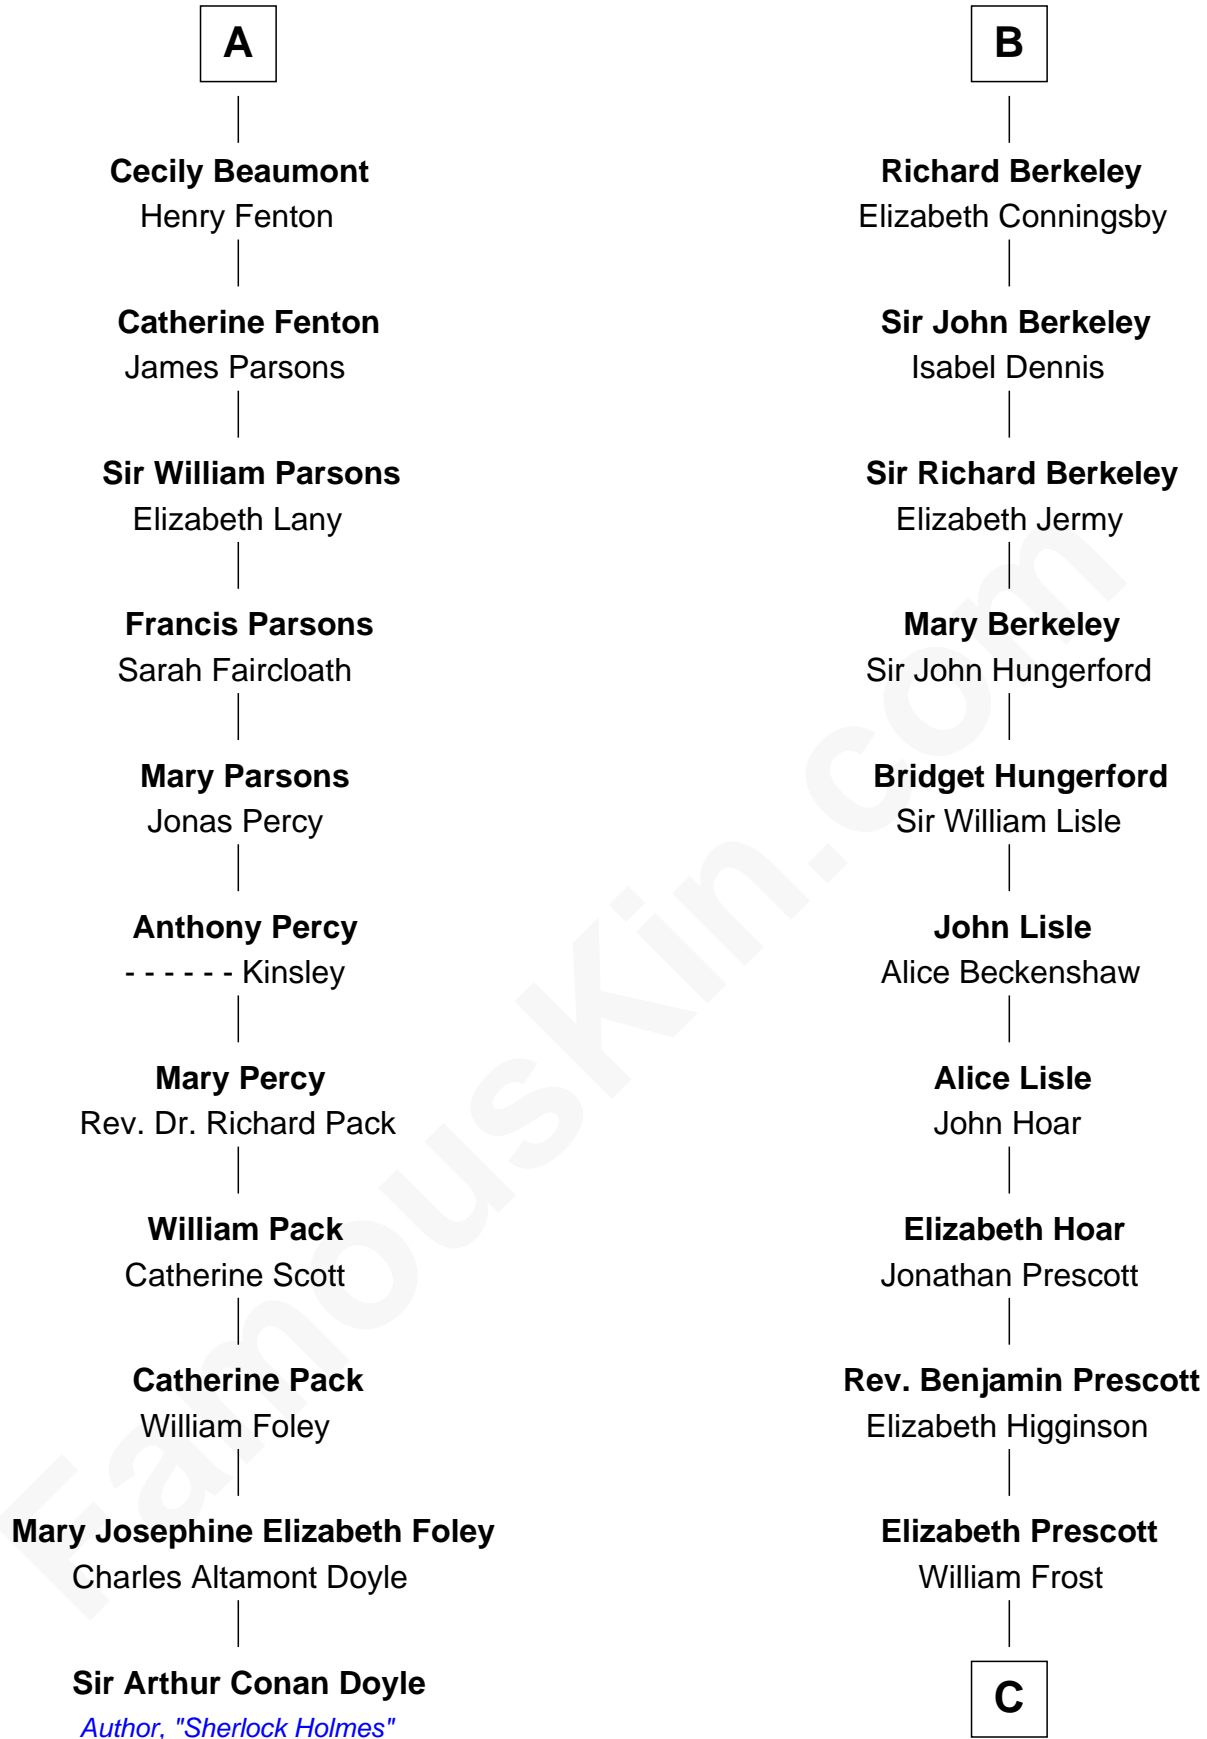 A
Cecily Beaumont
Henry Fenton
Catherine Fenton
James Parsons
Sir William Parsons
Elizabeth Lany
Francis Parsons
Sarah Faircloath
Mary Parsons
Jonas Percy
Anthony Percy
- - - - - - Kinsley
Mary Percy
Rev. Dr. Richard Pack
William Pack
Catherine Scott
Catherine Pack
William Foley
Mary Josephine Elizabeth Foley
Charles Altamont Doyle
Sir Arthur Conan Doyle
Author, "Sherlock Holmes"
B
Richard Berkeley
Elizabeth Conningsby
Sir John Berkeley
Isabel Dennis
Sir Richard Berkeley
Elizabeth Jermy
Mary Berkeley
Sir John Hungerford
Bridget Hungerford
Sir William Lisle
John Lisle
Alice Beckenshaw
Alice Lisle
John Hoar
Elizabeth Hoar
Jonathan Prescott
Rev. Benjamin Prescott
Elizabeth Higginson
Elizabeth Prescott
William Frost
C
FamousKin.com